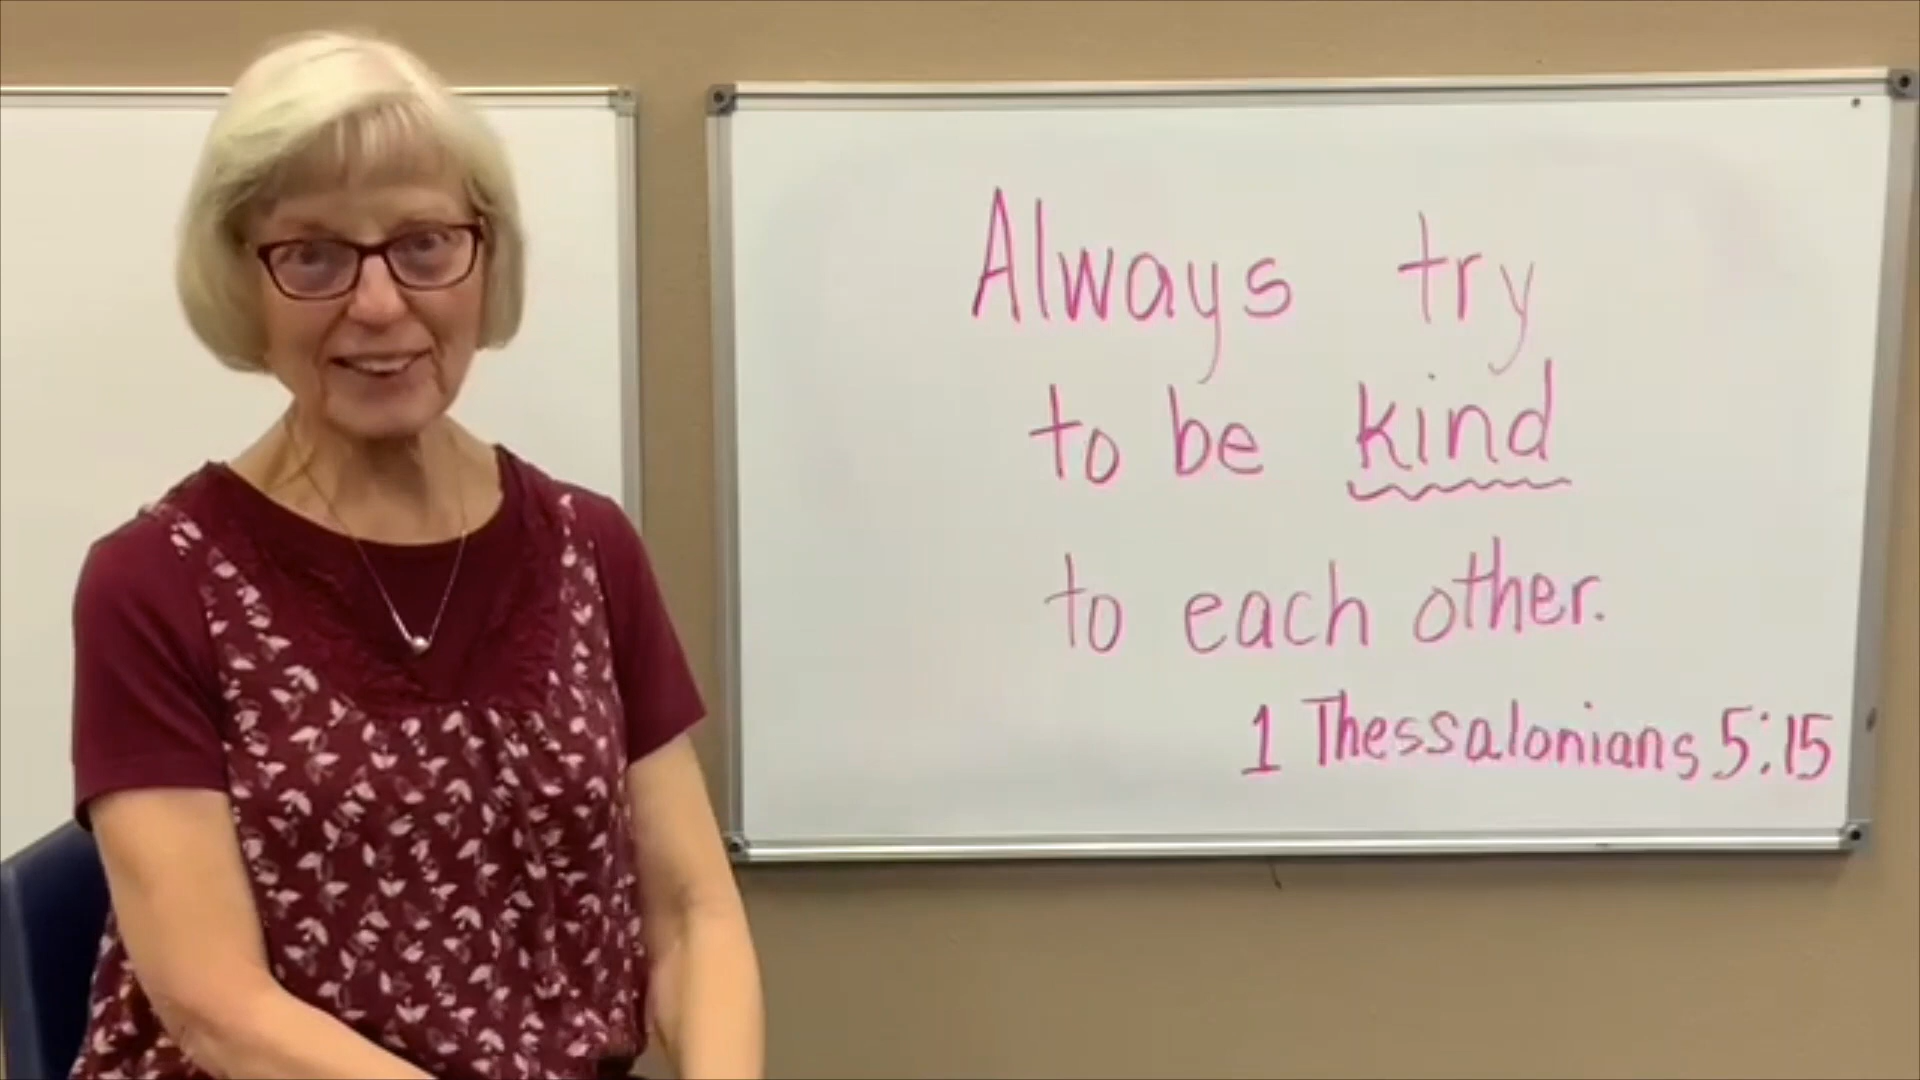 Always try
to be kind
to each other.
1 Thessalonians 5:15